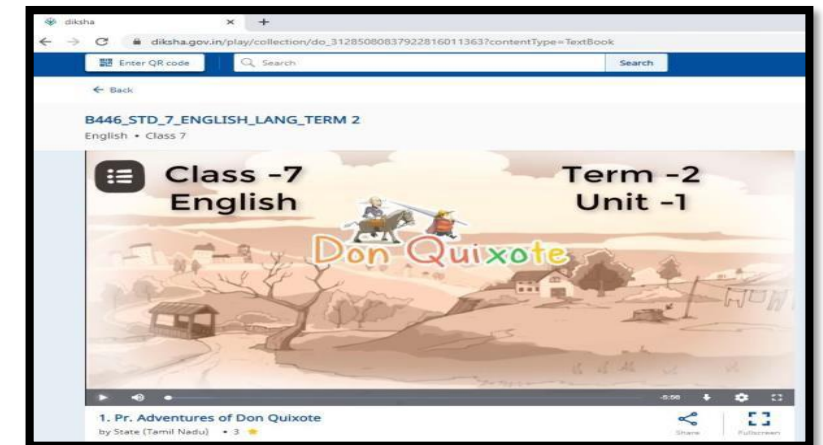 diksha
diksha.gov.in/play/collection/do_31285080837922816011363?contentType=TextBook
Enter QR code Search Search
Back
B446_STD_7_ENGLISH_LANG_TERM 2
English • Class 7
Class -7 Term -2
English Unit -1
Don Quixote
-5:50
1. Pr. Adventures of Don Quixote
by State (Tamil Nadu) • 3
Share Fullscreen